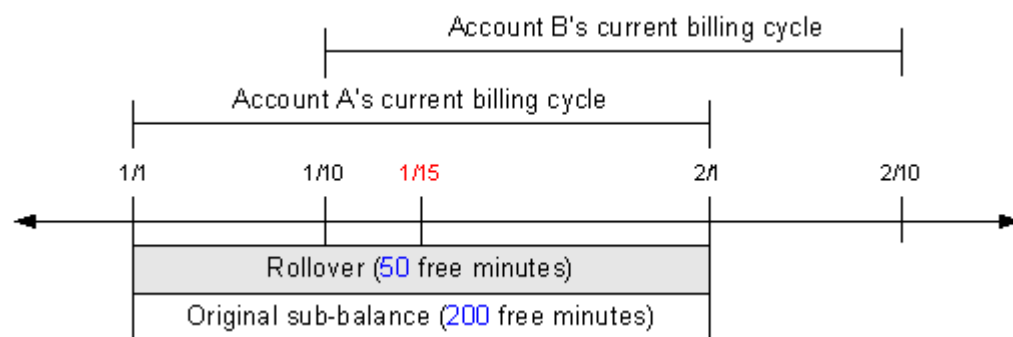 Account B's current billing cycle
Account A's current billing cycle
1/1 1/10 1/15 2/1 2/10
Rollover (50 free minutes)
Original sub-balance (200 free minutes)